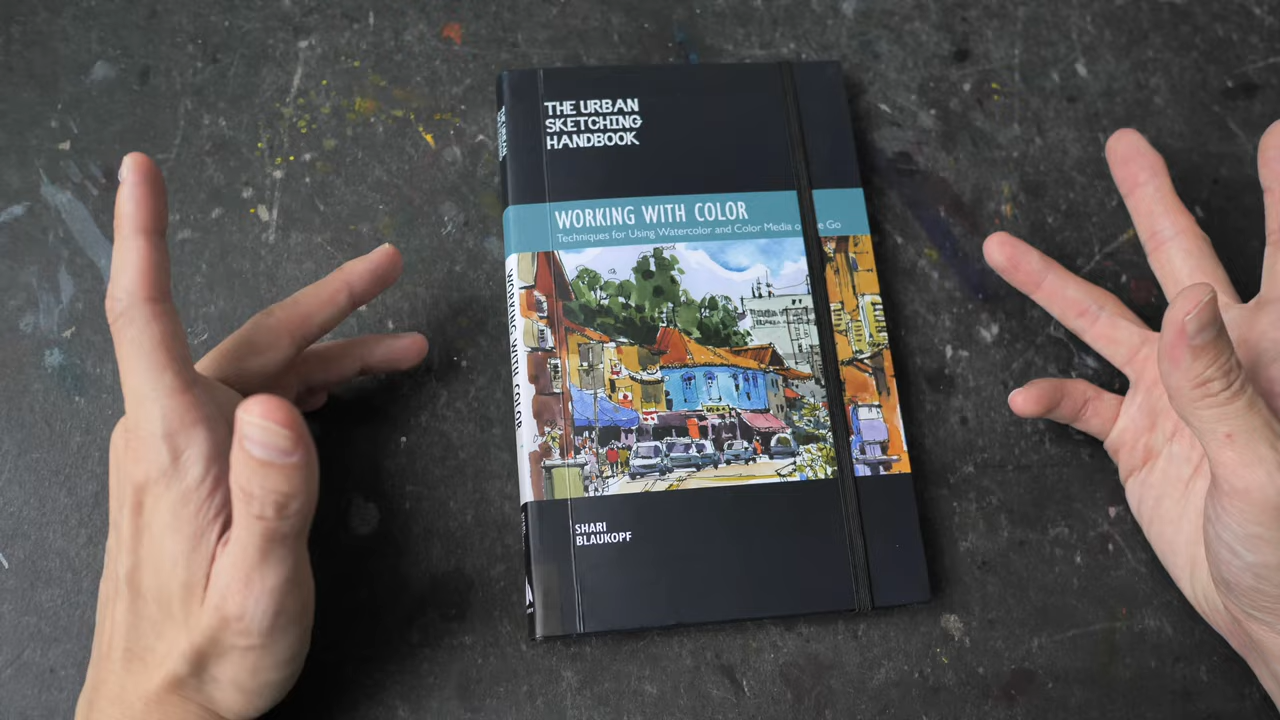 THE URBAN
SKETCHING
HANDBOOK
WORKING WITH COLOR
Techniques for Using Watercolor and Color Media o e Go
SHARI
BLAUKOPF
WORKING WITH COLOR